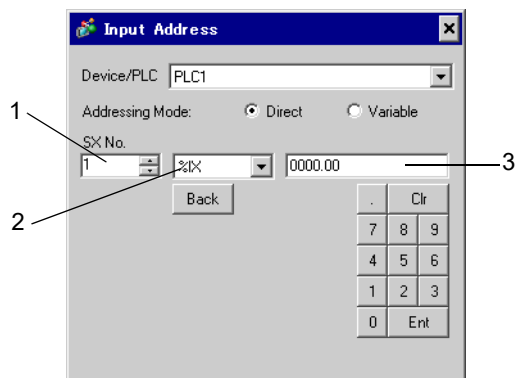 Input Address
Device/PLC PLC1
Addressing Mode: Direct Variable
1
SX No.
1 %IX 0000.00 3
2
Back . Clr
7 8 9
4 5 6
1 2 3
0 Ent